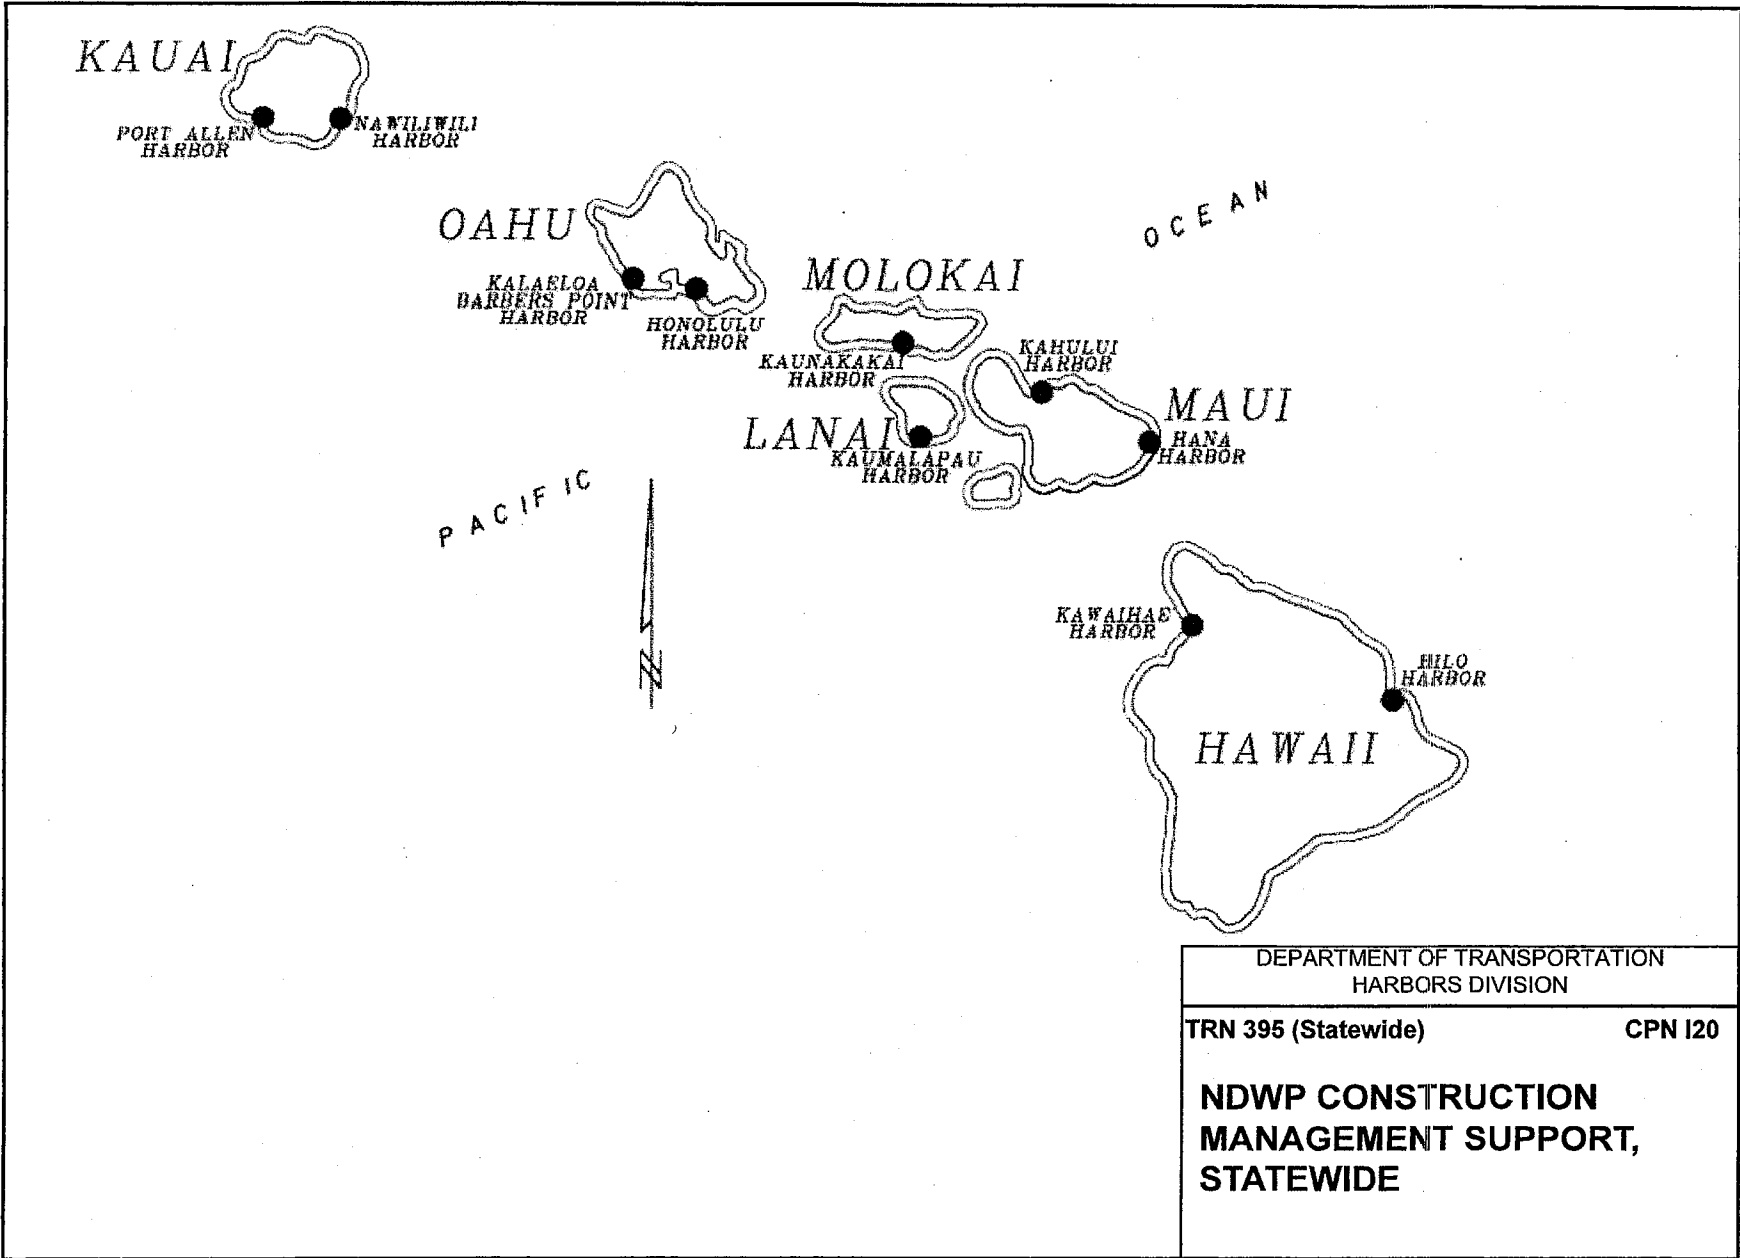 KAUAI
PORT ALLEN
HARBOR
NAWILIWILI
HARBOR
OAHU
KALAELOA
BARBERS POINT
HARBOR
HONOLULU
HARBOR
OCEAN
MOLOKAI
KAUNAKAKAI
HARBOR
KAHULUI
HARBOR
LANAI
KAUMALAPAU
HARBOR
MAUI
HANA
HARBOR
PACIFIC
N
KAWAIHAE
HARBOR
HILO
HARBOR
HAWAII
DEPARTMENT OF TRANSPORTATION
HARBORS DIVISION
TRN 395 (Statewide) CPN I20
NDWP CONSTRUCTION
MANAGEMENT SUPPORT,
STATEWIDE